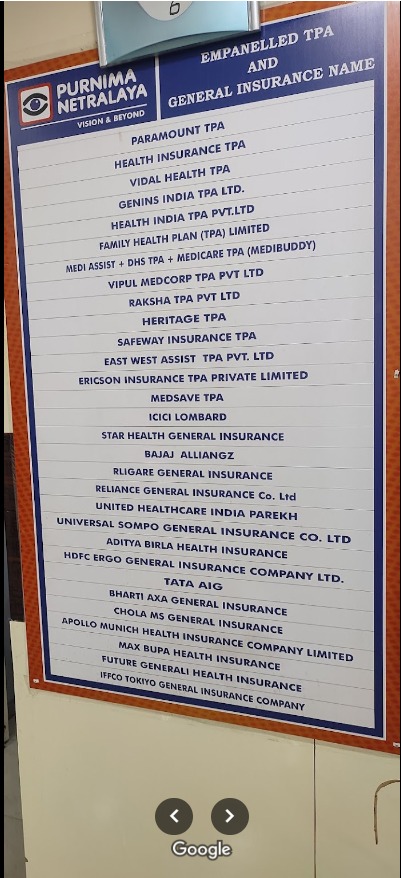 6
PURNIMA
NETRALAYA
VISION & BEYOND
EMPANELLED TPA
AND
GENERAL INSURANCE NAME
PARAMOUNT TPA
HEALTH INSURANCE TPA
VIDAL HEALTH TPA
GENINS INDIA TPA LTD.
HEALTH INDIA TPA PVT.LTD
FAMILY HEALTH PLAN (TPA) LIMITED
MEDI ASSIST + DHS TPA + MEDICARE TPA (MEDIBUDDY)
VIPUL MEDCORP TPA PVT LTD
RAKSHA TPA PVT LTD
HERITAGE TPA
SAFEWAY INSURANCE TPA
EAST WEST ASSIST TPA PVT. LTD
ERICSON INSURANCE TPA PRIVATE LIMITED
MEDSAVE TPA
ICICI LOMBARD
STAR HEALTH GENERAL INSURANCE
BAJAJ ALLIANGZ
RLIGARE GENERAL INSURANCE
RELIANCE GENERAL INSURANCE Co. Ltd
UNITED HEALTHCARE INDIA PAREKH
UNIVERSAL SOMPO GENERAL INSURANCE CO. LTD
ADITYA BIRLA HEALTH INSURANCE
HDFC ERGO GENERAL INSURANCE COMPANY LTD.
TATA AIG
BHARTI AXA GENERAL INSURANCE
CHOLA MS GENERAL INSURANCE
APOLLO MUNICH HEALTH INSURANCE COMPANY LIMITED
MAX BUPA HEALTH INSURANCE
FUTURE GENERALI HEALTH INSURANCE
IFFCO TOKIYO GENERAL INSURANCE COMPANY
Google